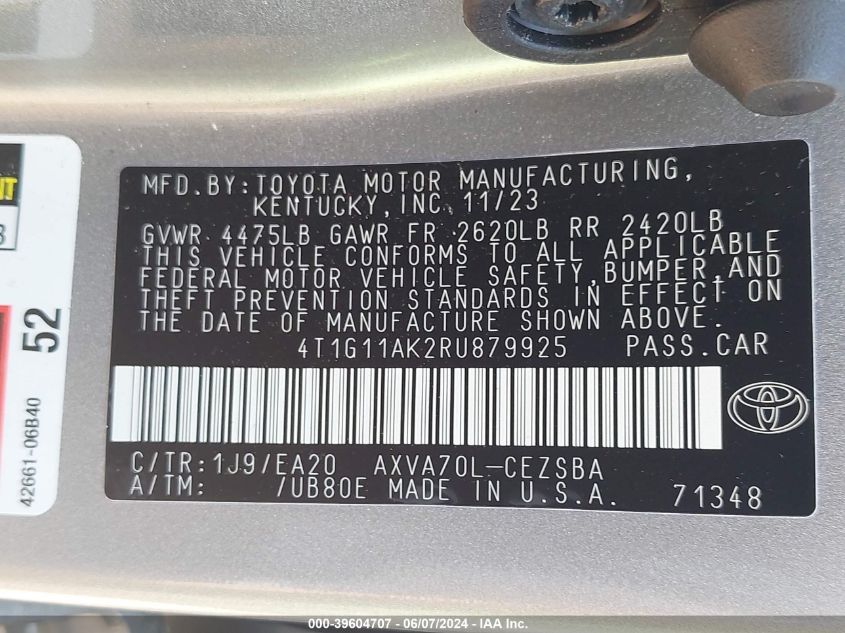 MFD.BY:TOYOTA MOTOR MANUFACTURING,
KENTUCKY,INC. 11/23
GVWR 4475LB GAWR FR 2620LB RR 2420LB
THIS VEHICLE CONFORMS TO ALL APPLICABLE
FEDERAL MOTOR VEHICLE SAFETY,BUMPER,AND
THEFT PREVENTION STANDARDS IN EFFECT ON
THE DATE OF MANUFACTURE SHOWN ABOVE.
4T1G11AK2RU879925 PASS.CAR
C/TR:1J9/EA20 AXVA70L-CEZSBA
A/TM: /UB80E MADE IN U.S.A. 71348
52
42661-06B40
000-39604707 - 06/07/2024 - IAA Inc.